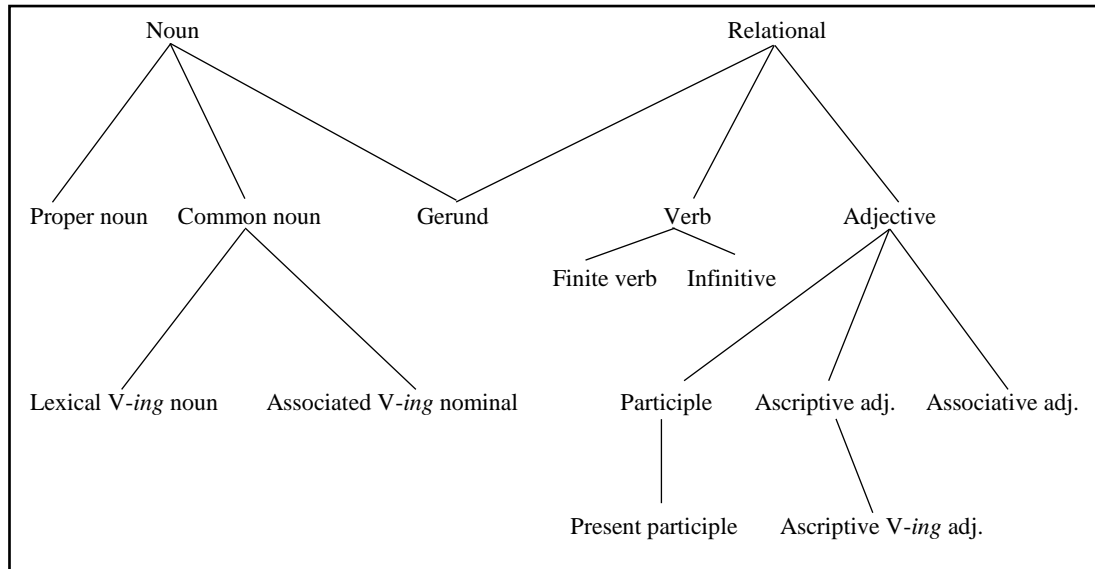 Noun Relational
Proper noun Common noun Gerund Verb Adjective
Finite verb Infinitive
Lexical V-ing noun Associated V-ing nominal Participle Ascriptive adj. Associative adj.
Present participle Ascriptive V-ing adj.